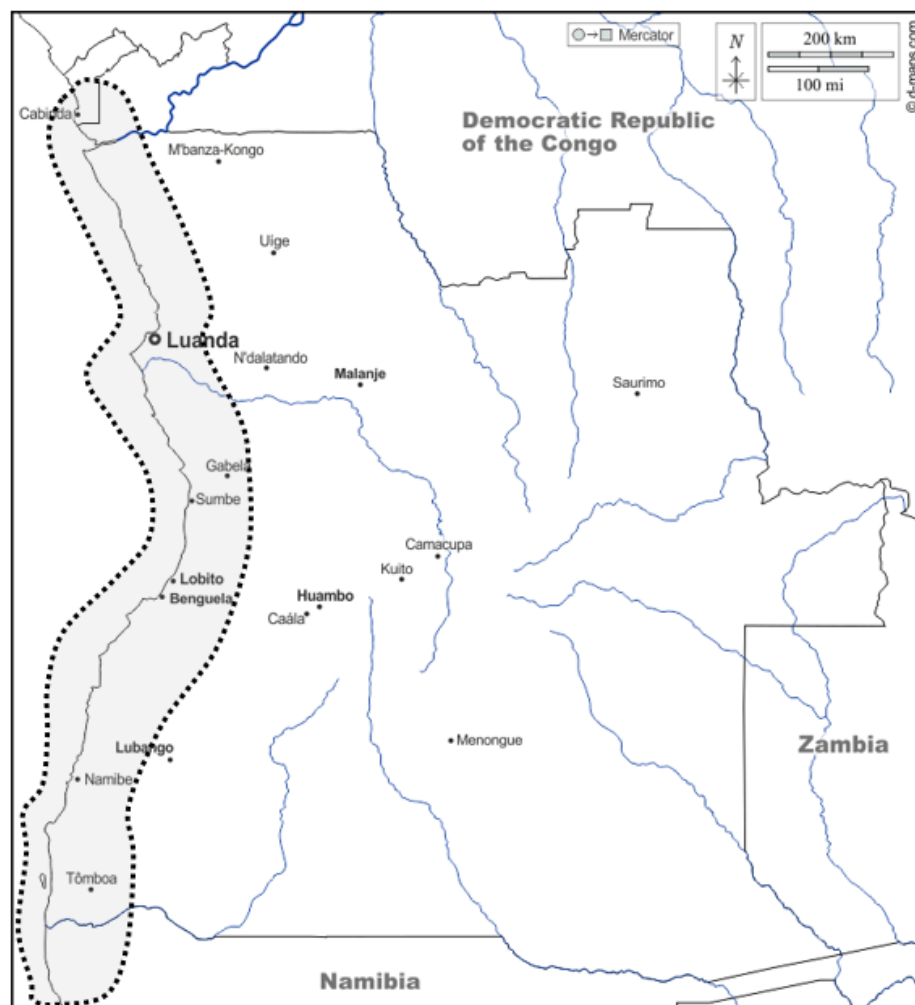 Mercator
N
200 km
100 mi
© d-maps.com
Cabinda
Democratic Republic
of the Congo
M'banza-Kongo
Uíge
Luanda
N'dalatando
Malanje
Saurimo
Gabela
Sumbe
Camacupa
Kuito
Lobito
Benguela
Huambo
Caála
Menongue
Zambia
Lubango
Namibe
Tômboa
Namibia